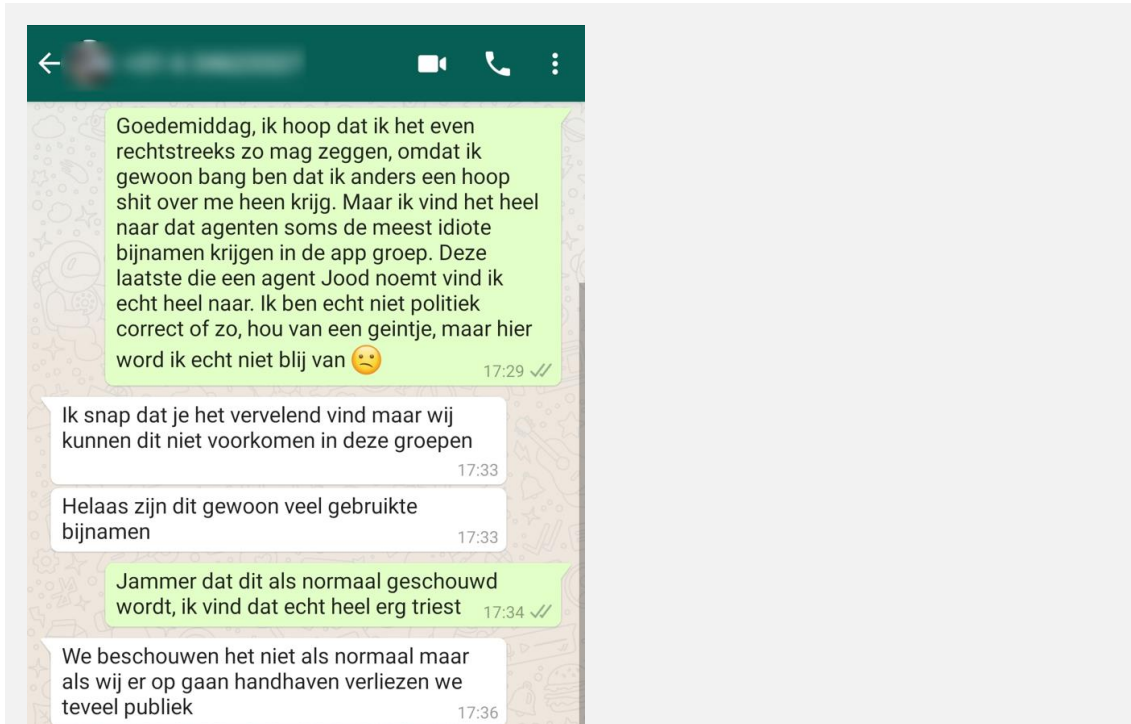 Goedemiddag, ik hoop dat ik het even
rechtstreeks zo mag zeggen, omdat ik
gewoon bang ben dat ik anders een hoop
shit over me heen krijg. Maar ik vind het heel
naar dat agenten soms de meest idiote
bijnamen krijgen in de app groep. Deze
laatste die een agent Jood noemt vind ik
echt heel naar. Ik ben echt niet politiek
correct of zo, hou van een geintje, maar hier
word ik echt niet blij van 🙁
17:29
Ik snap dat je het vervelend vind maar wij
kunnen dit niet voorkomen in deze groepen
17:33
Helaas zijn dit gewoon veel gebruikte
bijnamen
17:33
Jammer dat dit als normaal geschouwd
wordt, ik vind dat echt heel erg triest
17:34
We beschouwen het niet als normaal maar
als wij er op gaan handhaven verliezen we
teveel publiek
17:36